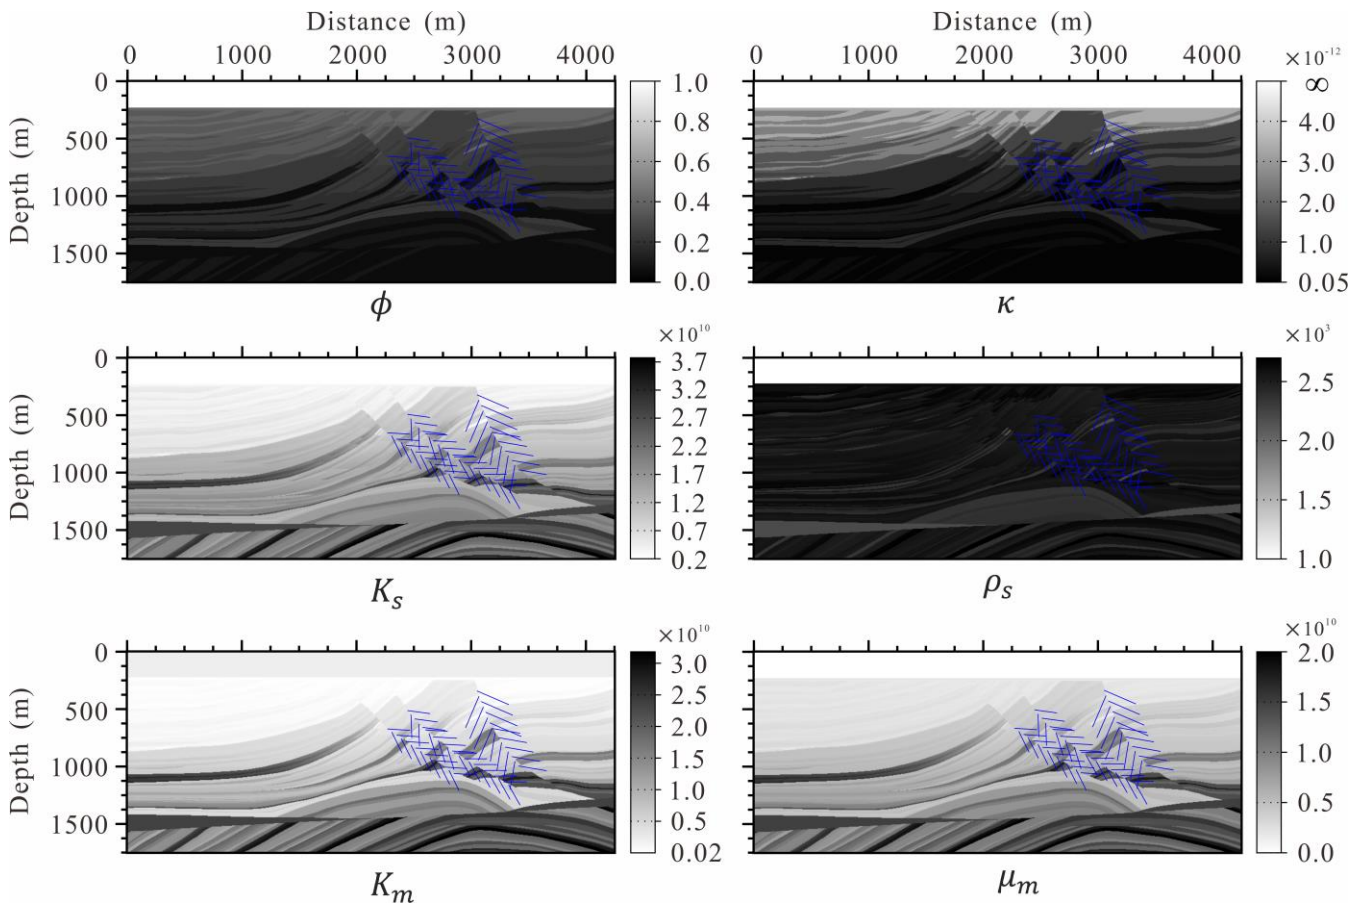 Distance (m) Distance (m)
0 1000 2000 3000 4000 0 1000 2000 3000 4000 ×10⁻¹²
0 1.0 ∞
500 0.8 4.0
Depth (m) 0.6 3.0
1000 0.4 2.0
1500 0.2 1.0
0.0 0.05
ϕ κ
×10¹⁰ ×10³
0 3.7
500 3.2 2.5
Depth (m) 2.7
2.2 2.0
1000 1.7
1.2 1.5
1500 0.7
0.2 1.0
Kₛ ρₛ
×10¹⁰ ×10¹⁰
0 3.0 2.0
500 2.5 1.5
Depth (m) 2.0
1000 1.5 1.0
1.0 0.5
1500 0.5
0.02 0.0
Kₘ μₘ